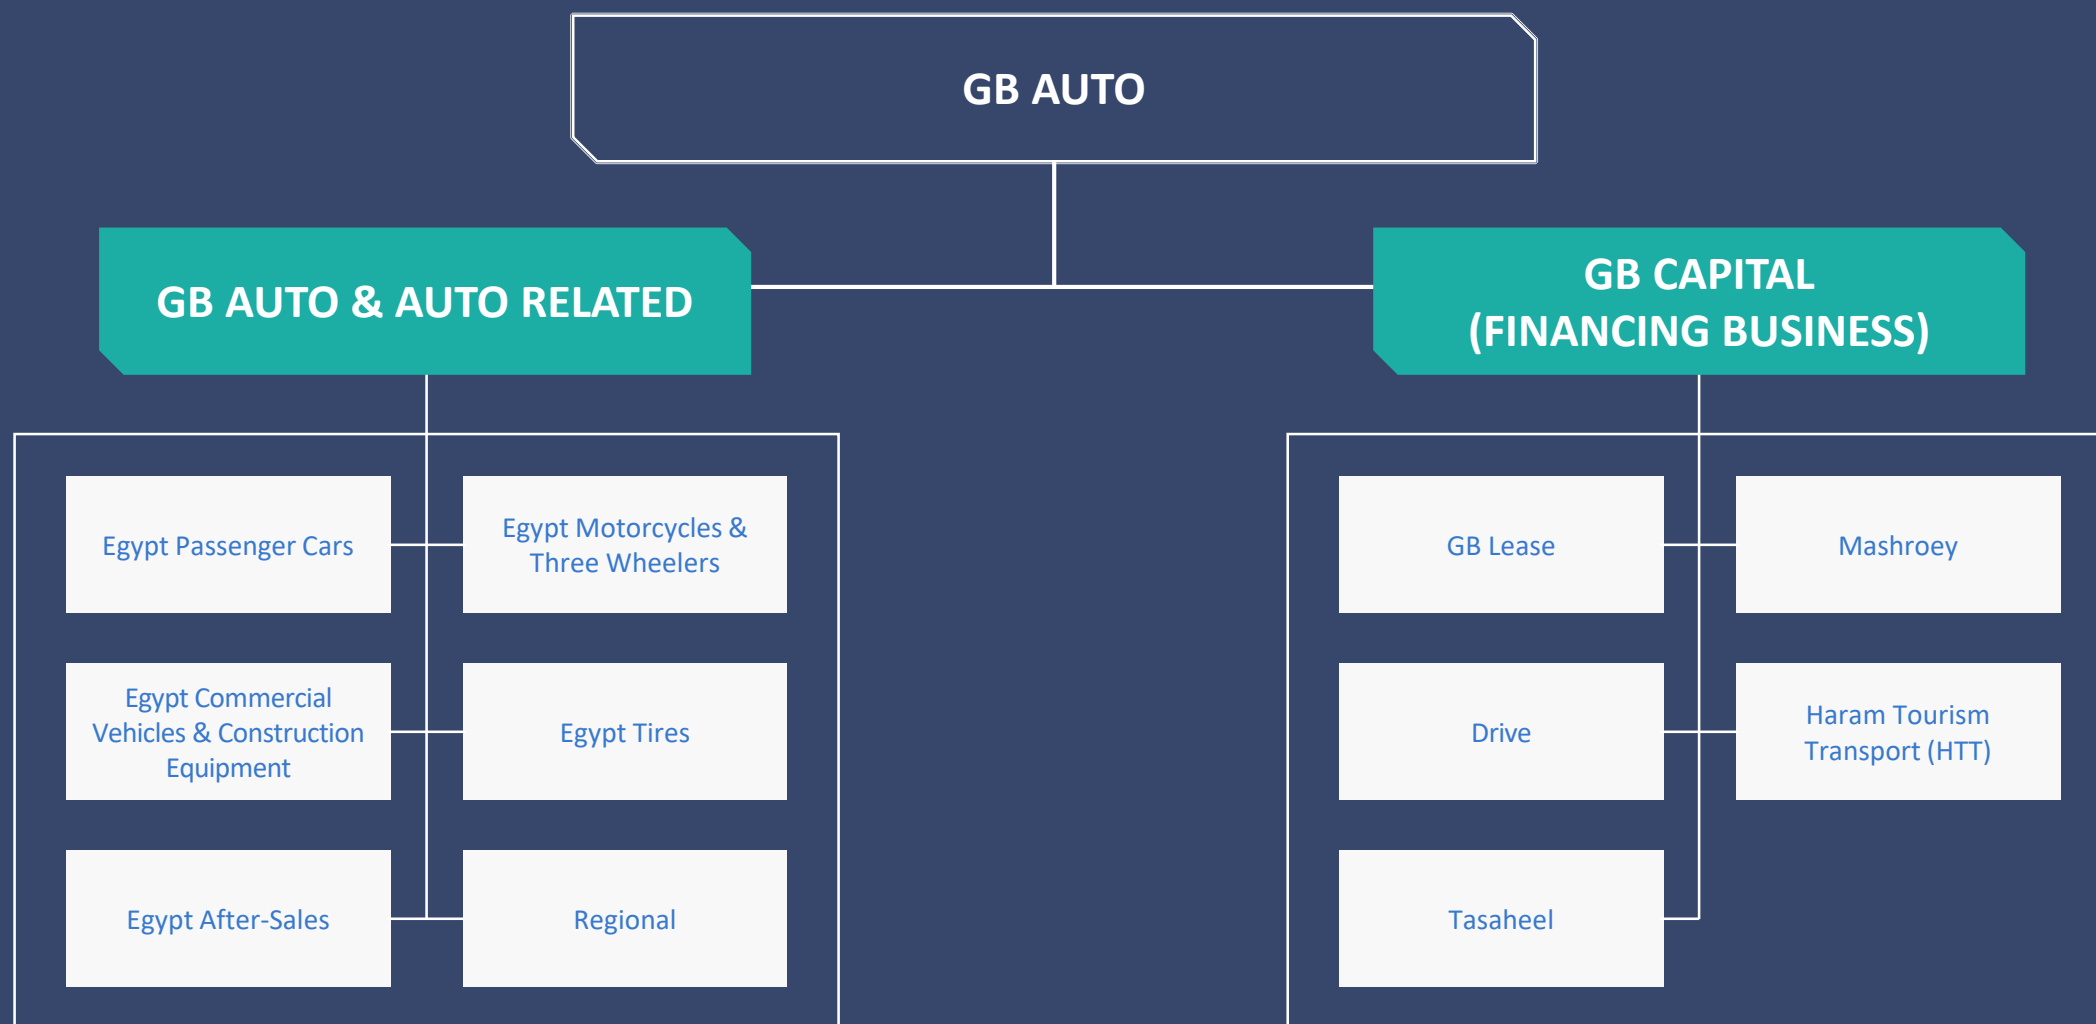 GB AUTO
GB AUTO & AUTO RELATED
GB CAPITAL
(FINANCING BUSINESS)
Egypt Passenger Cars
Egypt Motorcycles &
Three Wheelers
Egypt Commercial
Vehicles & Construction
Equipment
Egypt Tires
Egypt After-Sales
Regional
GB Lease
Mashroey
Drive
Haram Tourism
Transport (HTT)
Tasaheel